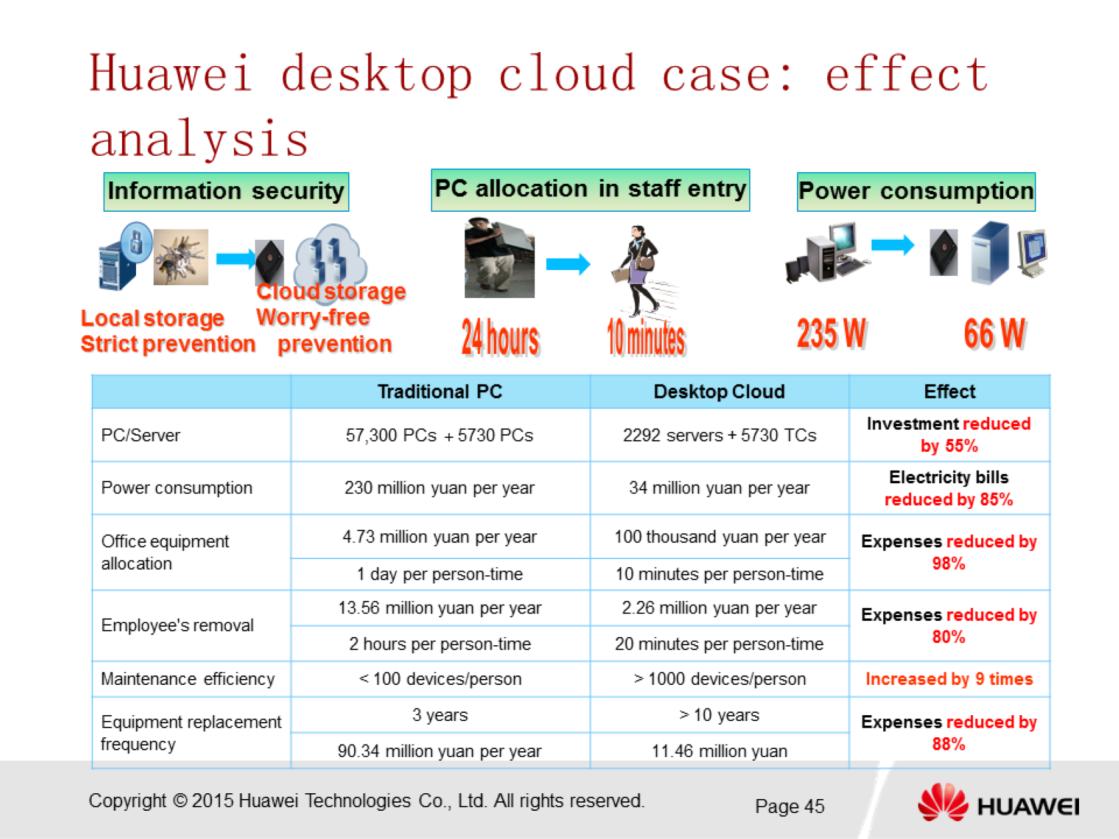 Huawei desktop cloud case: effect
analysis
Information security
PC allocation in staff entry
Power consumption
Local storage
Strict prevention
Cloud storage
Worry-free
prevention
24 hours
10 minutes
235 W
66 W
Traditional PC
Desktop Cloud
Effect
PC/Server
57,300 PCs + 5730 PCs
2292 servers + 5730 TCs
Investment reduced
by 55%
Power consumption
230 million yuan per year
34 million yuan per year
Electricity bills
reduced by 85%
Office equipment
allocation
4.73 million yuan per year
100 thousand yuan per year
1 day per person-time
10 minutes per person-time
Expenses reduced by
98%
Employee's removal
13.56 million yuan per year
2.26 million yuan per year
2 hours per person-time
20 minutes per person-time
Expenses reduced by
80%
Maintenance efficiency
< 100 devices/person
> 1000 devices/person
Increased by 9 times
Equipment replacement
frequency
3 years
> 10 years
90.34 million yuan per year
11.46 million yuan
Expenses reduced by
88%
Copyright © 2015 Huawei Technologies Co., Ltd. All rights reserved.
Page 45
HUAWEI